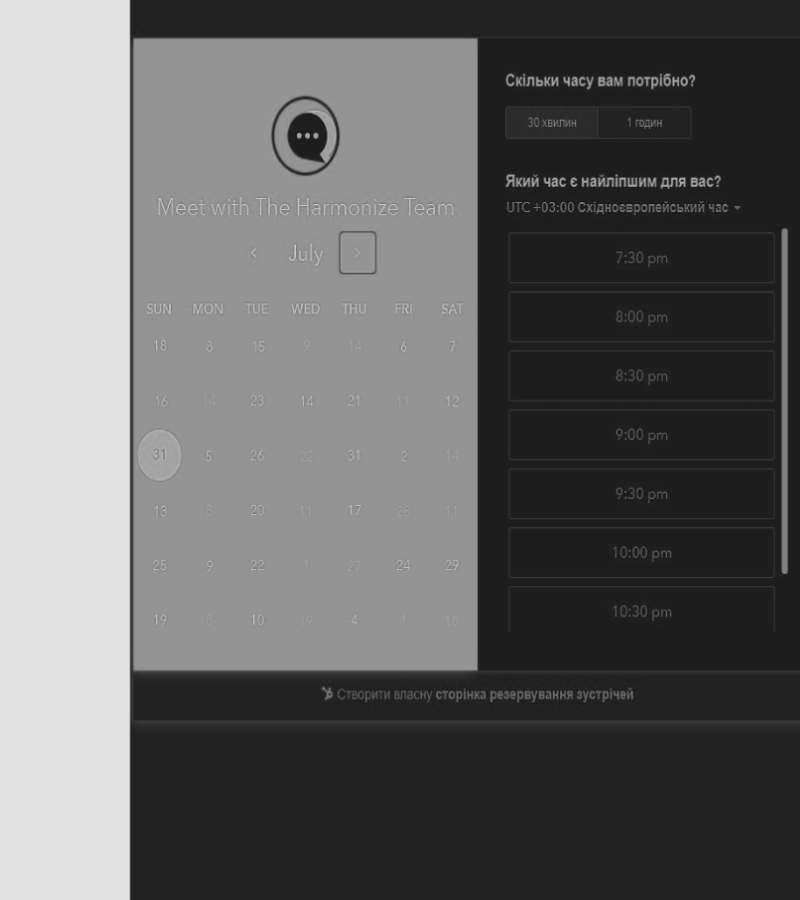 Meet with The Harmonize Team
July
SUN MON TUE WED THU FRI SAT
18 8 15 9 14 6 7
16 14 23 14 21 11 12
31 5 26 22 31 2 14
13 8 20 11 17 28 11
25 9 22 1 27 24 29
19 8 10 19 4 1 18
Скільки часу вам потрібно?
30 хвилин 1 годин
Який час є найліпшим для вас?
UTC +03:00 Східноєвропейський час
7:30 pm
8:00 pm
8:30 pm
9:00 pm
9:30 pm
10:00 pm
10:30 pm
Створити власну сторінка резервування зустрічей